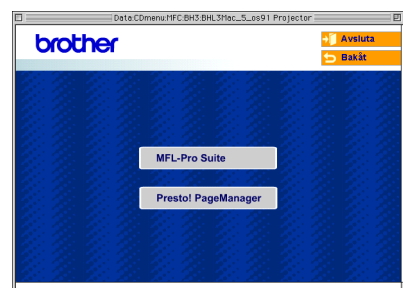 Data:CDmenu:MFC:BH3:BHL3Mac_5_os91 Projector
brother
Avsluta
Bakåt
MFL-Pro Suite
Presto! PageManager